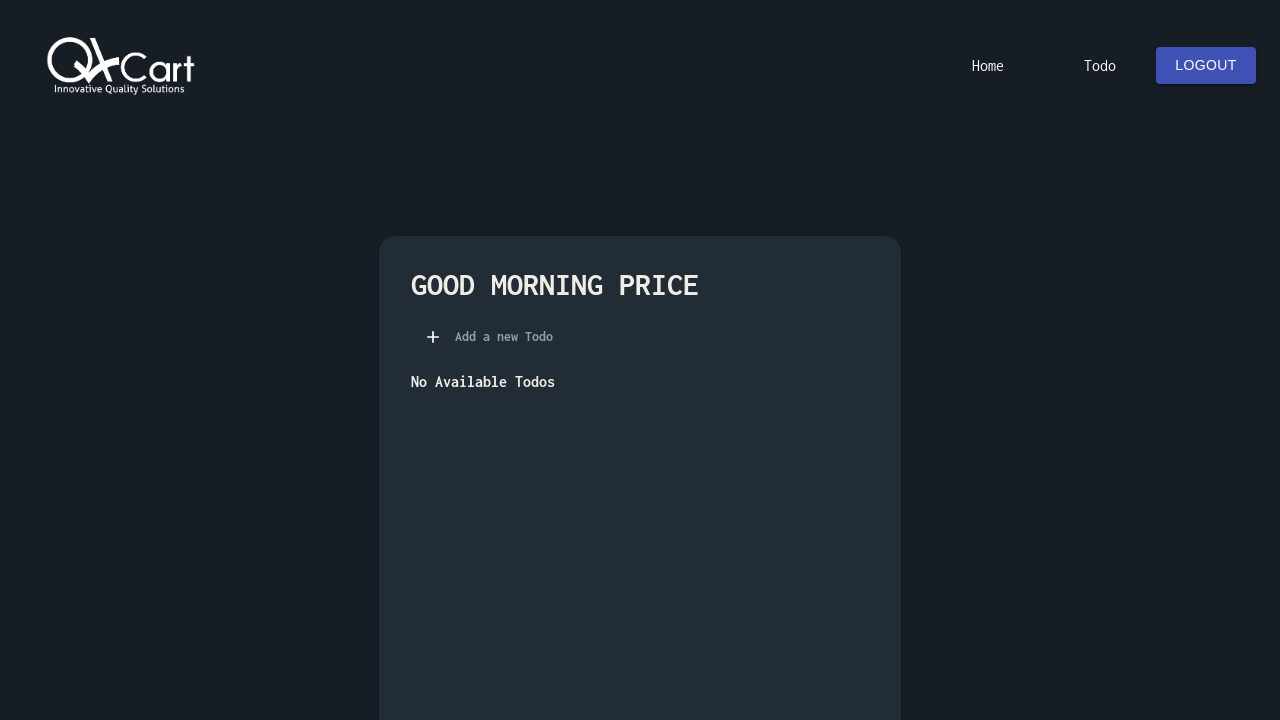 QACart
Innovative Quality Solutions
Home
Todo
LOGOUT
GOOD MORNING PRICE
+ Add a new Todo
No Available Todos